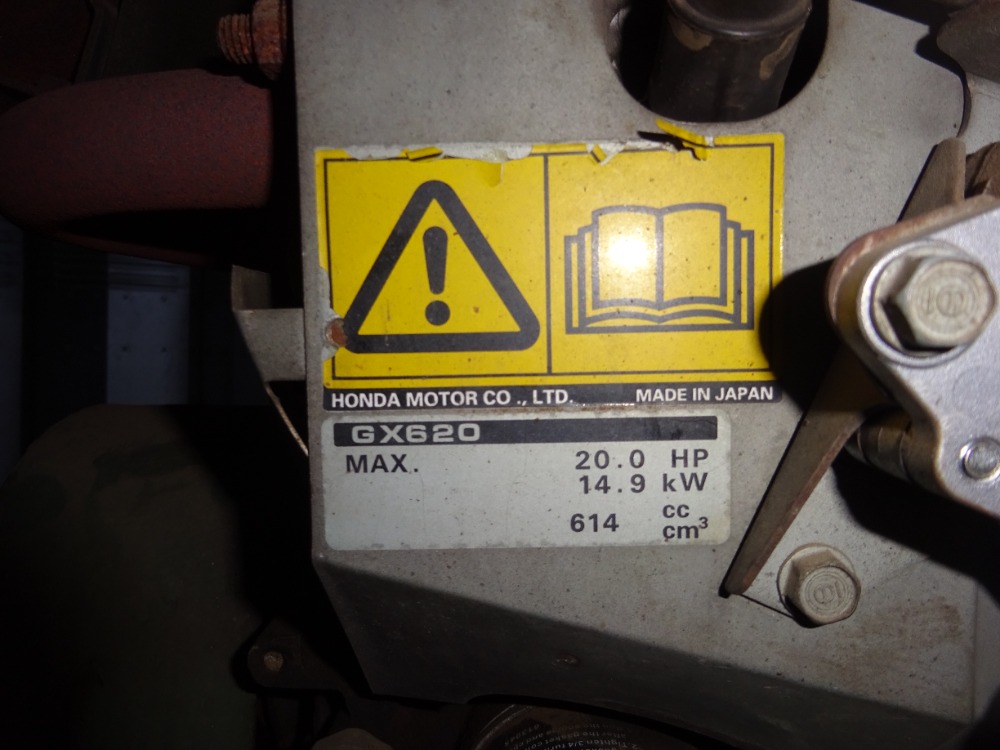 HONDA MOTOR CO., LTD. MADE IN JAPAN
GX620
MAX. 20.0 HP
14.9 kW
614 cc
cm³